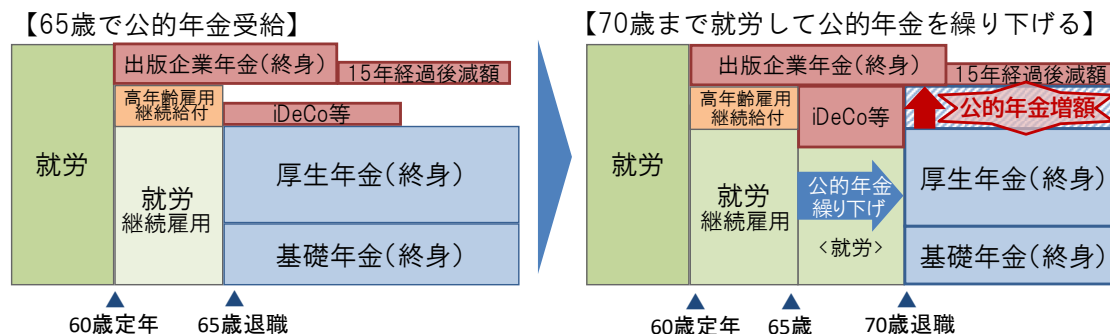 【65歳で公的年金受給】
出版企業年金(終身)
15年経過後減額
高年齢雇用
継続給付
iDeCo等
就労
就労
継続雇用
厚生年金(終身)
基礎年金(終身)
60歳定年
65歳退職
【70歳まで就労して公的年金を繰り下げる】
出版企業年金(終身)
15年経過後減額
高年齢雇用
継続給付
iDeCo等
公的年金増額
就労
就労
継続雇用
公的年金
繰り下げ
<就労>
厚生年金(終身)
基礎年金(終身)
60歳定年
65歳
70歳退職